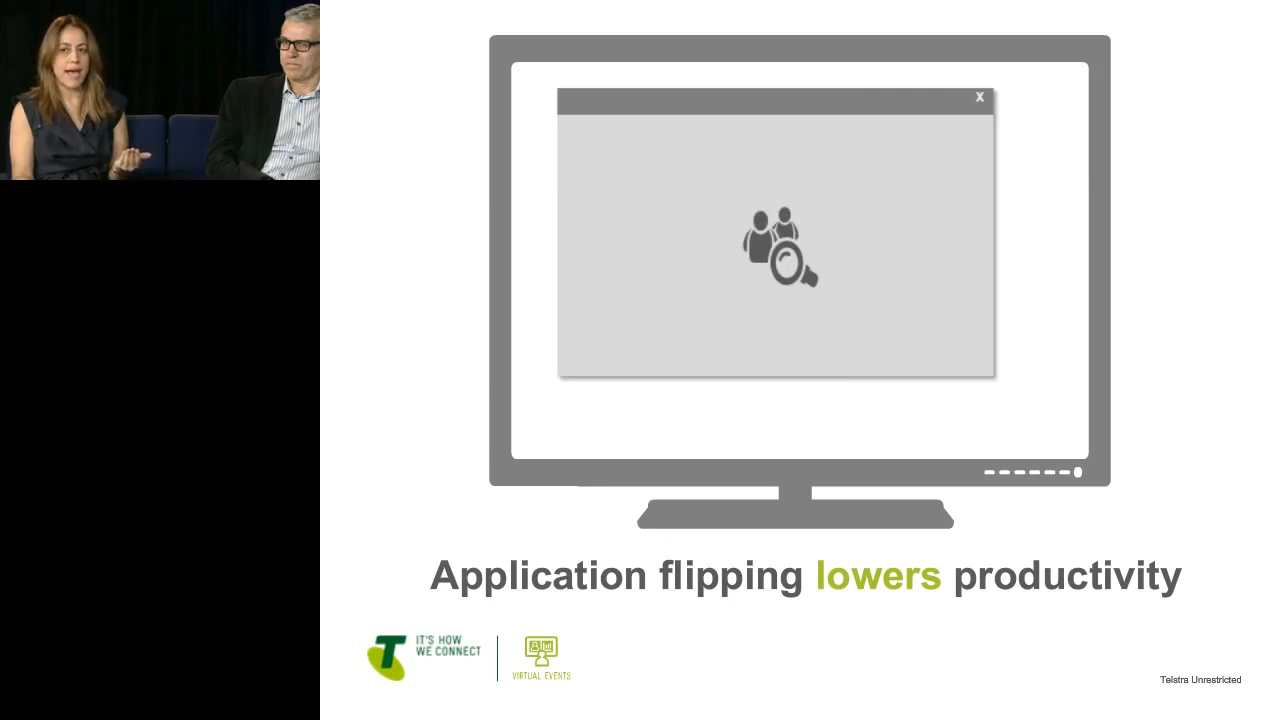 X
Application flipping lowers productivity
IT'S HOW
WE CONNECT
VIRTUAL EVENTS
Telstra Unrestricted